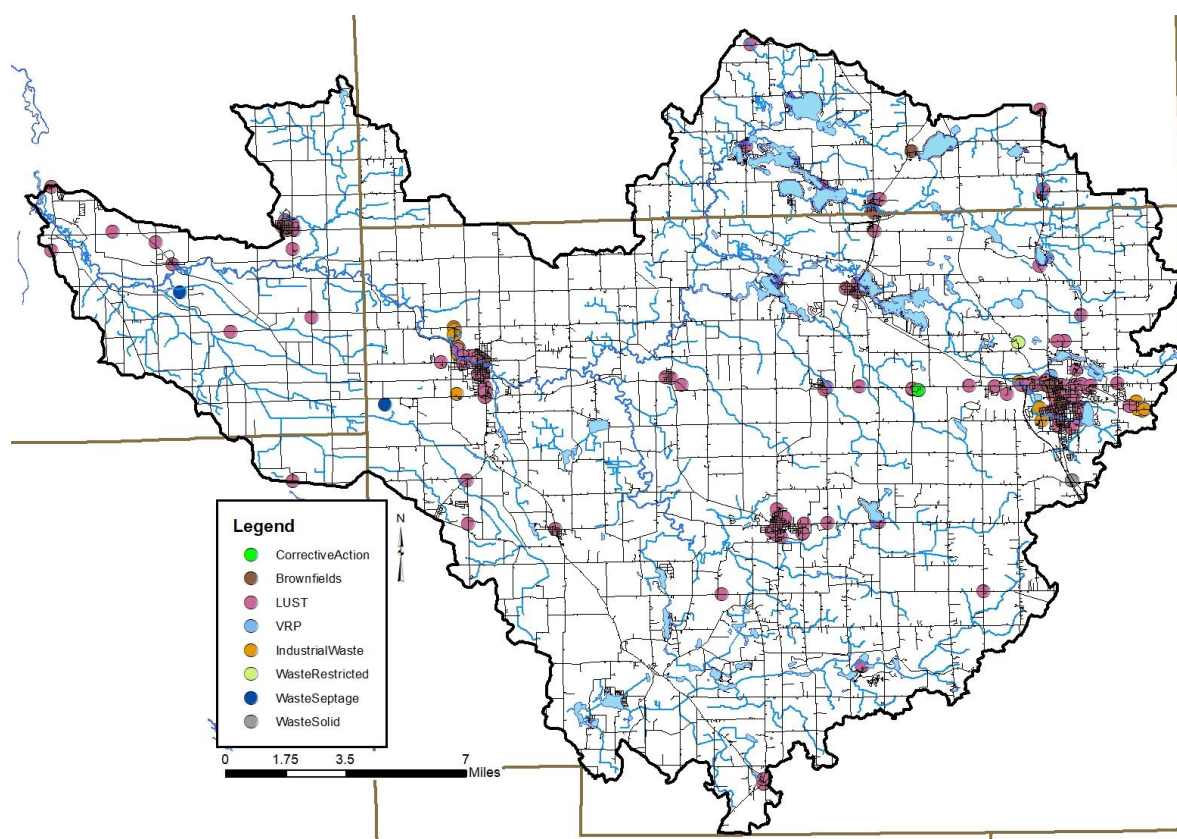 Legend
N
CorrectiveAction
Brownfields
LUST
VRP
IndustrialWaste
WasteRestricted
WasteSeptage
WasteSolid
0 1.75 3.5 7
Miles